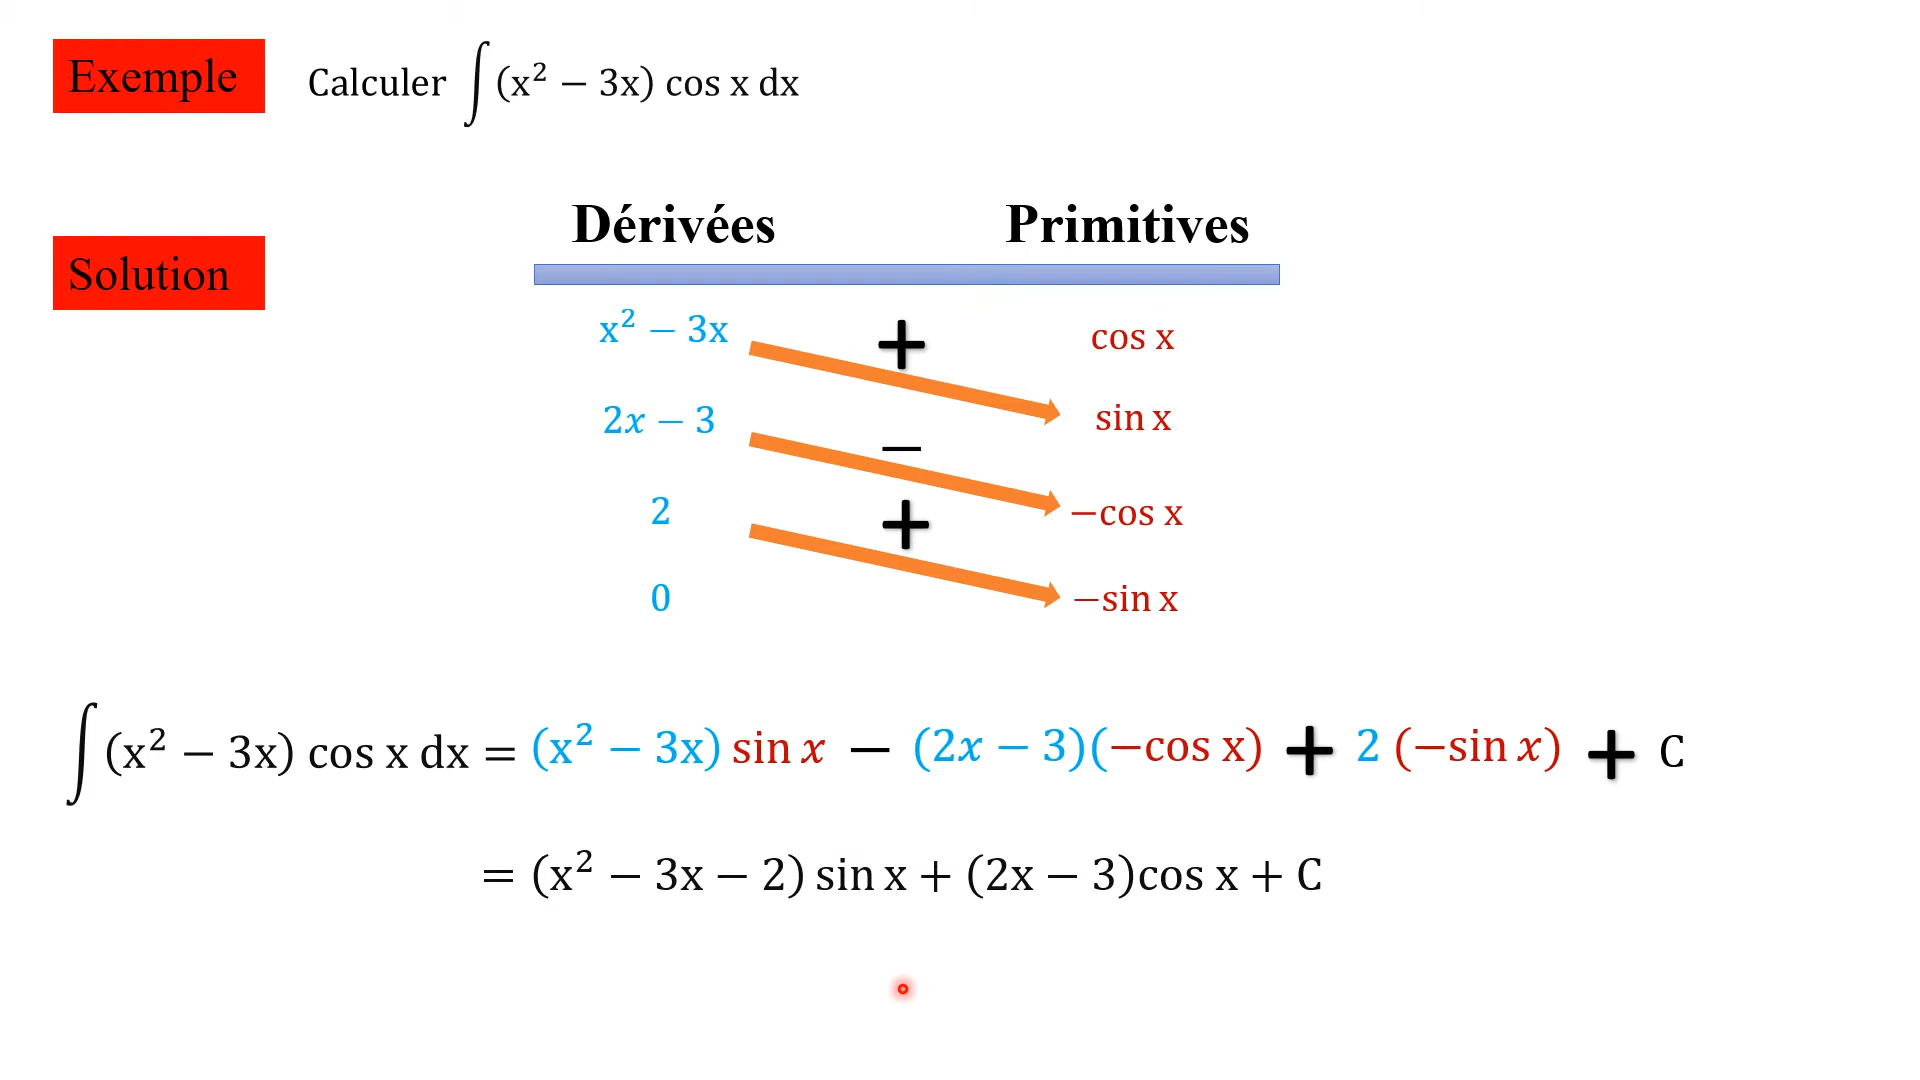 Exemple
Calculer ∫(x² − 3x) cos x dx
Solution
Dérivées Primitives
x² − 3x + cos x
2x − 3 − sin x
2 + −cos x
0 −sin x
∫(x² − 3x) cos x dx = (x² − 3x) sin x − (2x − 3)(−cos x) + 2 (−sin x) + C
= (x² − 3x − 2) sin x + (2x − 3)cos x + C